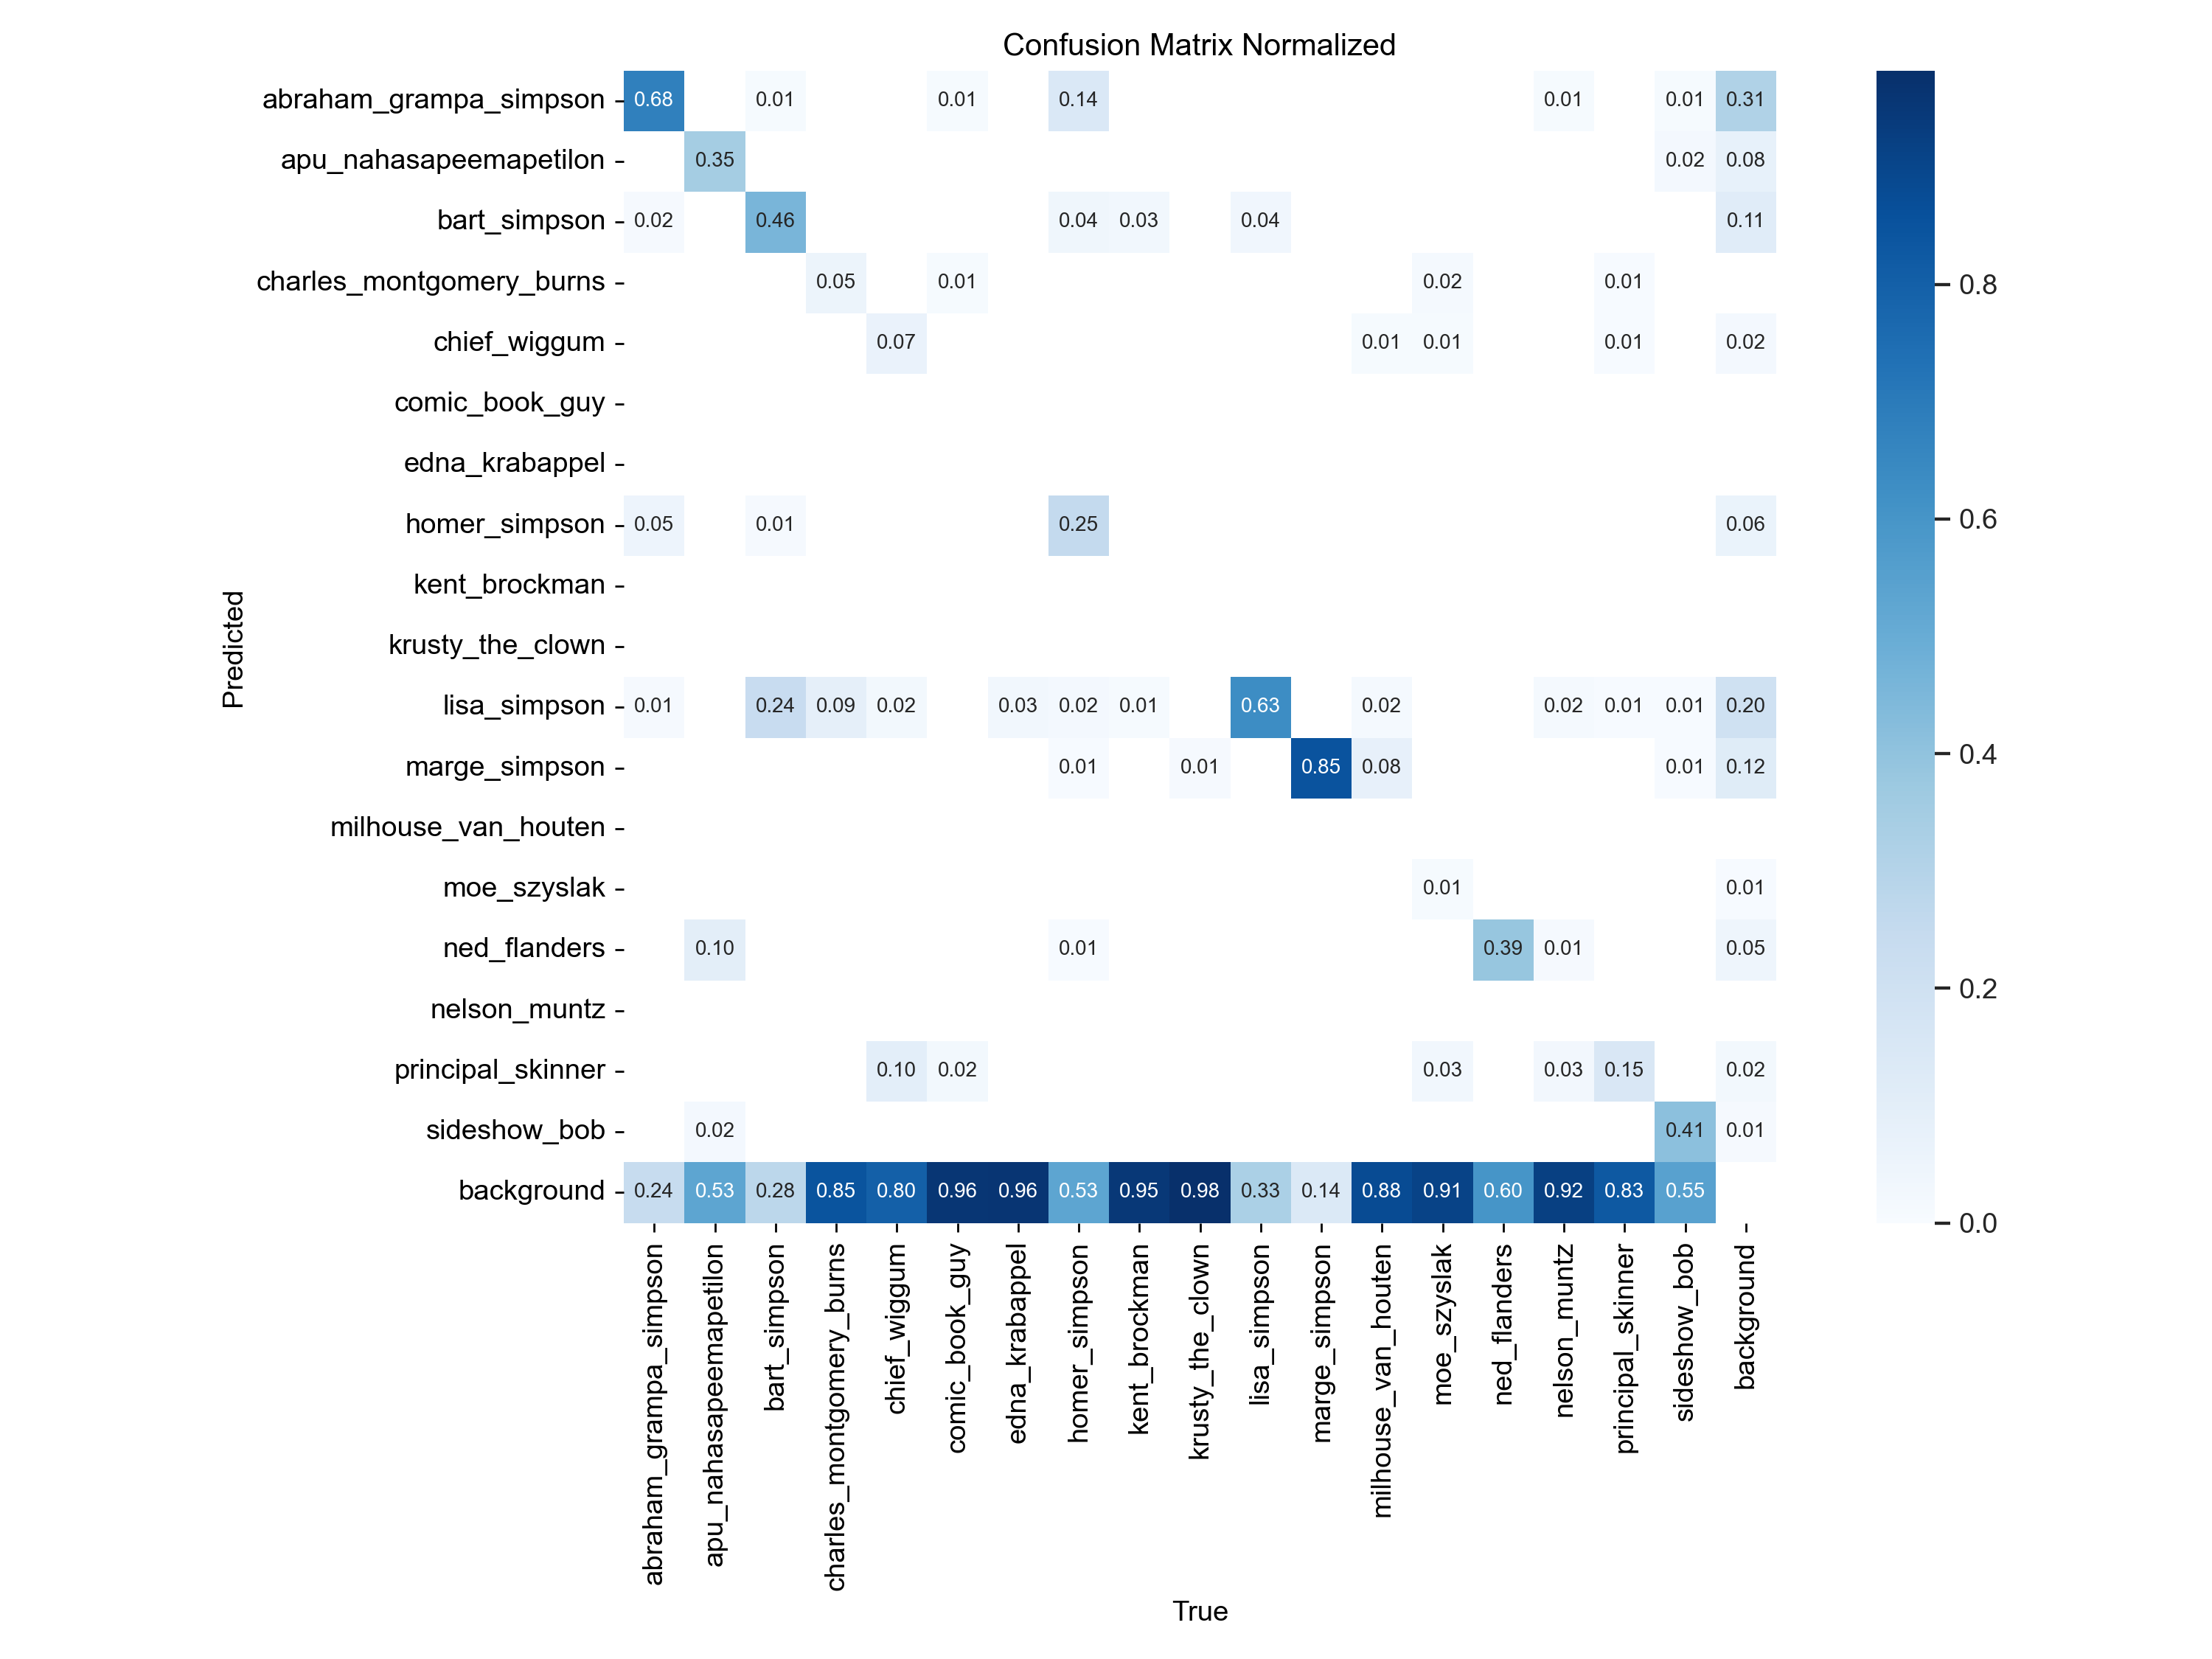 Confusion Matrix Normalized
abraham_grampa_simpson 0.68 0.01 0.01 0.14 0.01 0.01 0.31
apu_nahasapeemapetilon 0.35 0.02 0.08
bart_simpson 0.02 0.46 0.04 0.03 0.04 0.11
charles_montgomery_burns 0.05 0.01 0.02 0.01
chief_wiggum 0.07 0.01 0.01 0.01 0.02
comic_book_guy
edna_krabappel
homer_simpson 0.05 0.01 0.25 0.06
kent_brockman
krusty_the_clown
lisa_simpson 0.01 0.24 0.09 0.02 0.03 0.02 0.01 0.63 0.02 0.02 0.01 0.01 0.20
marge_simpson 0.01 0.01 0.85 0.08 0.01 0.12
milhouse_van_houten
moe_szyslak 0.01 0.01
ned_flanders 0.10 0.01 0.39 0.01 0.05
nelson_muntz
principal_skinner 0.10 0.02 0.03 0.03 0.15 0.02
sideshow_bob 0.02 0.41 0.01
background 0.24 0.53 0.28 0.85 0.80 0.96 0.96 0.53 0.95 0.98 0.33 0.14 0.88 0.91 0.60 0.92 0.83 0.55
Predicted
abraham_grampa_simpson
apu_nahasapeemapetilon
bart_simpson
charles_montgomery_burns
chief_wiggum
comic_book_guy
edna_krabappel
homer_simpson
kent_brockman
krusty_the_clown
lisa_simpson
marge_simpson
milhouse_van_houten
moe_szyslak
ned_flanders
nelson_muntz
principal_skinner
sideshow_bob
background
True
0.8
0.6
0.4
0.2
0.0